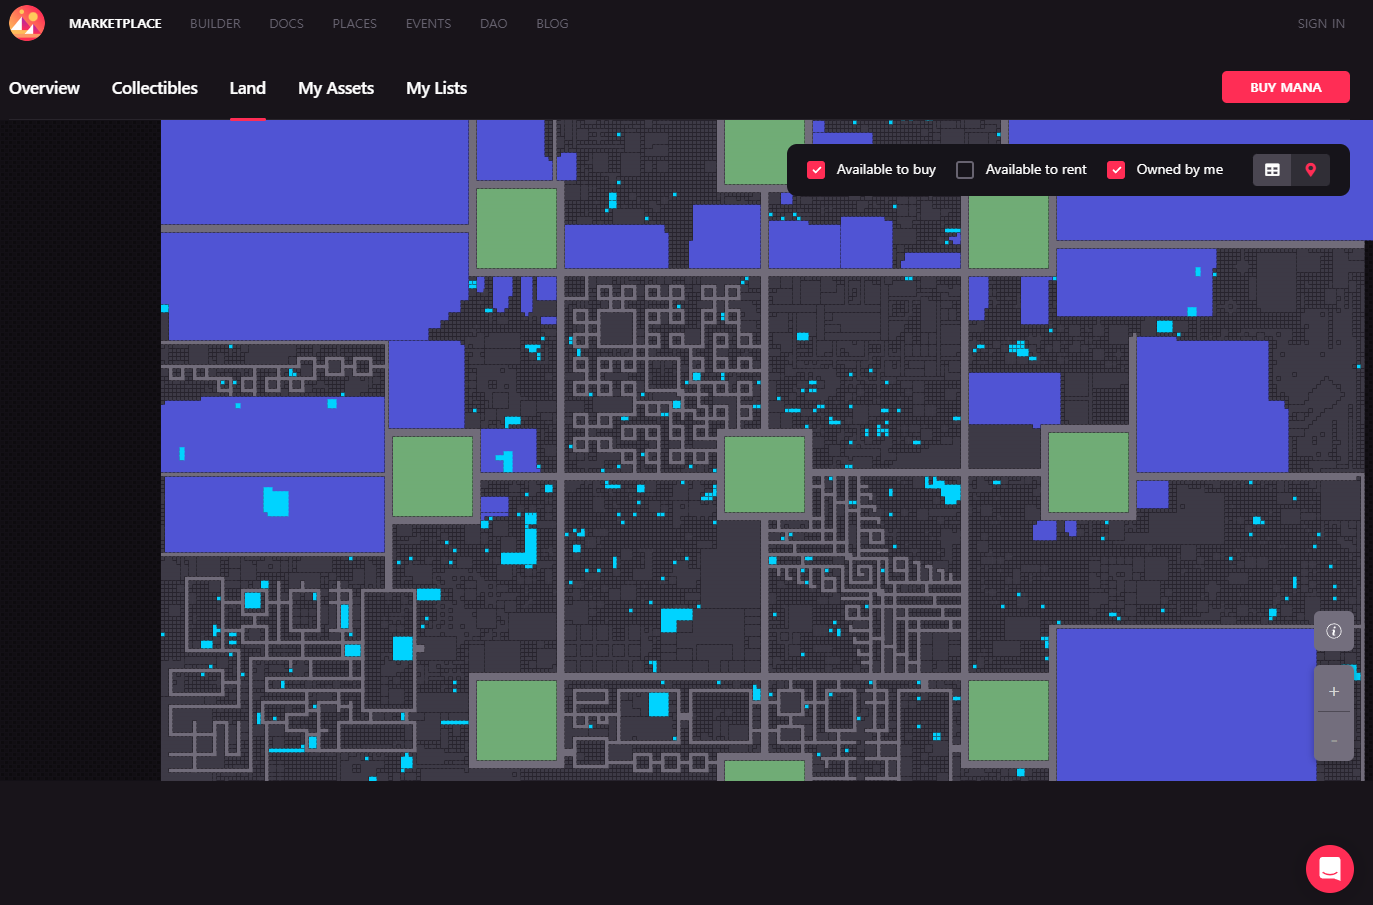 MARKETPLACE BUILDER DOCS PLACES EVENTS DAO BLOG SIGN IN
Overview Collectibles Land My Assets My Lists BUY MANA
Available to buy Available to rent Owned by me